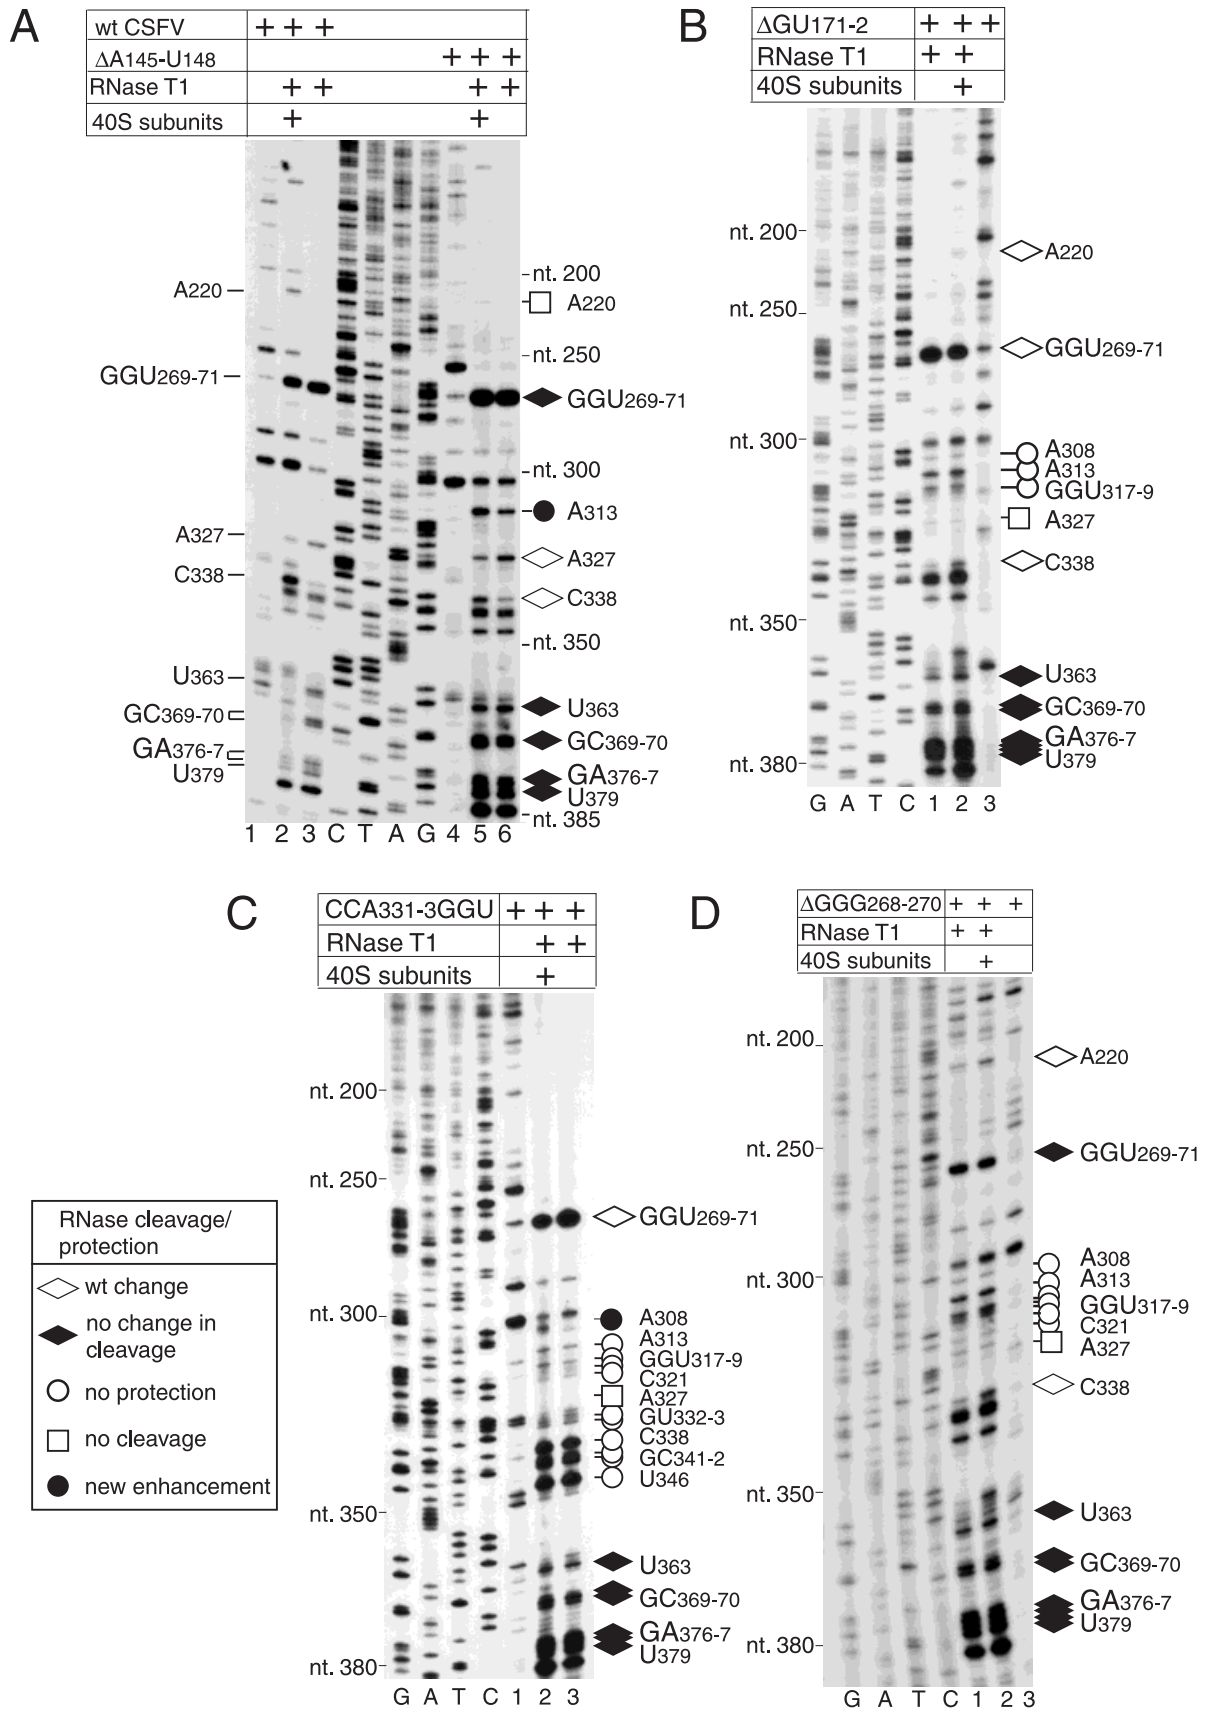 A
wt CSFV + + +
ΔA145-U148 + + +
RNase T1 + + + +
40S subunits + +
A220
GGU269-71
A327
C338
U363
GC369-70
GA376-7
U379
nt. 200
A220
nt. 250
GGU269-71
nt. 300
A313
A327
C338
nt. 350
U363
GC369-70
GA376-7
U379
nt. 385
1 2 3 C T A G 4 5 6
B
ΔGU171-2 + + +
RNase T1 + +
40S subunits +
nt. 200
nt. 250
nt. 300
nt. 350
nt. 380
A220
GGU269-71
A308
A313
GGU317-9
A327
C338
U363
GC369-70
GA376-7
U379
G A T C 1 2 3
C
CCA331-3GGU + + +
RNase T1 + +
40S subunits +
nt. 200
nt. 250
nt. 300
nt. 350
nt. 380
GGU269-71
A308
A313
GGU317-9
C321
A327
GU332-3
C338
GC341-2
U346
U363
GC369-70
GA376-7
U379
G A T C 1 2 3
D
ΔGGG268-270 + + +
RNase T1 + +
40S subunits +
nt. 200
nt. 250
nt. 300
nt. 350
nt. 380
A220
GGU269-71
A308
A313
GGU317-9
C321
A327
C338
U363
GC369-70
GA376-7
U379
G A T C 1 2 3
RNase cleavage/
protection
wt change
no change in
cleavage
no protection
no cleavage
new enhancement